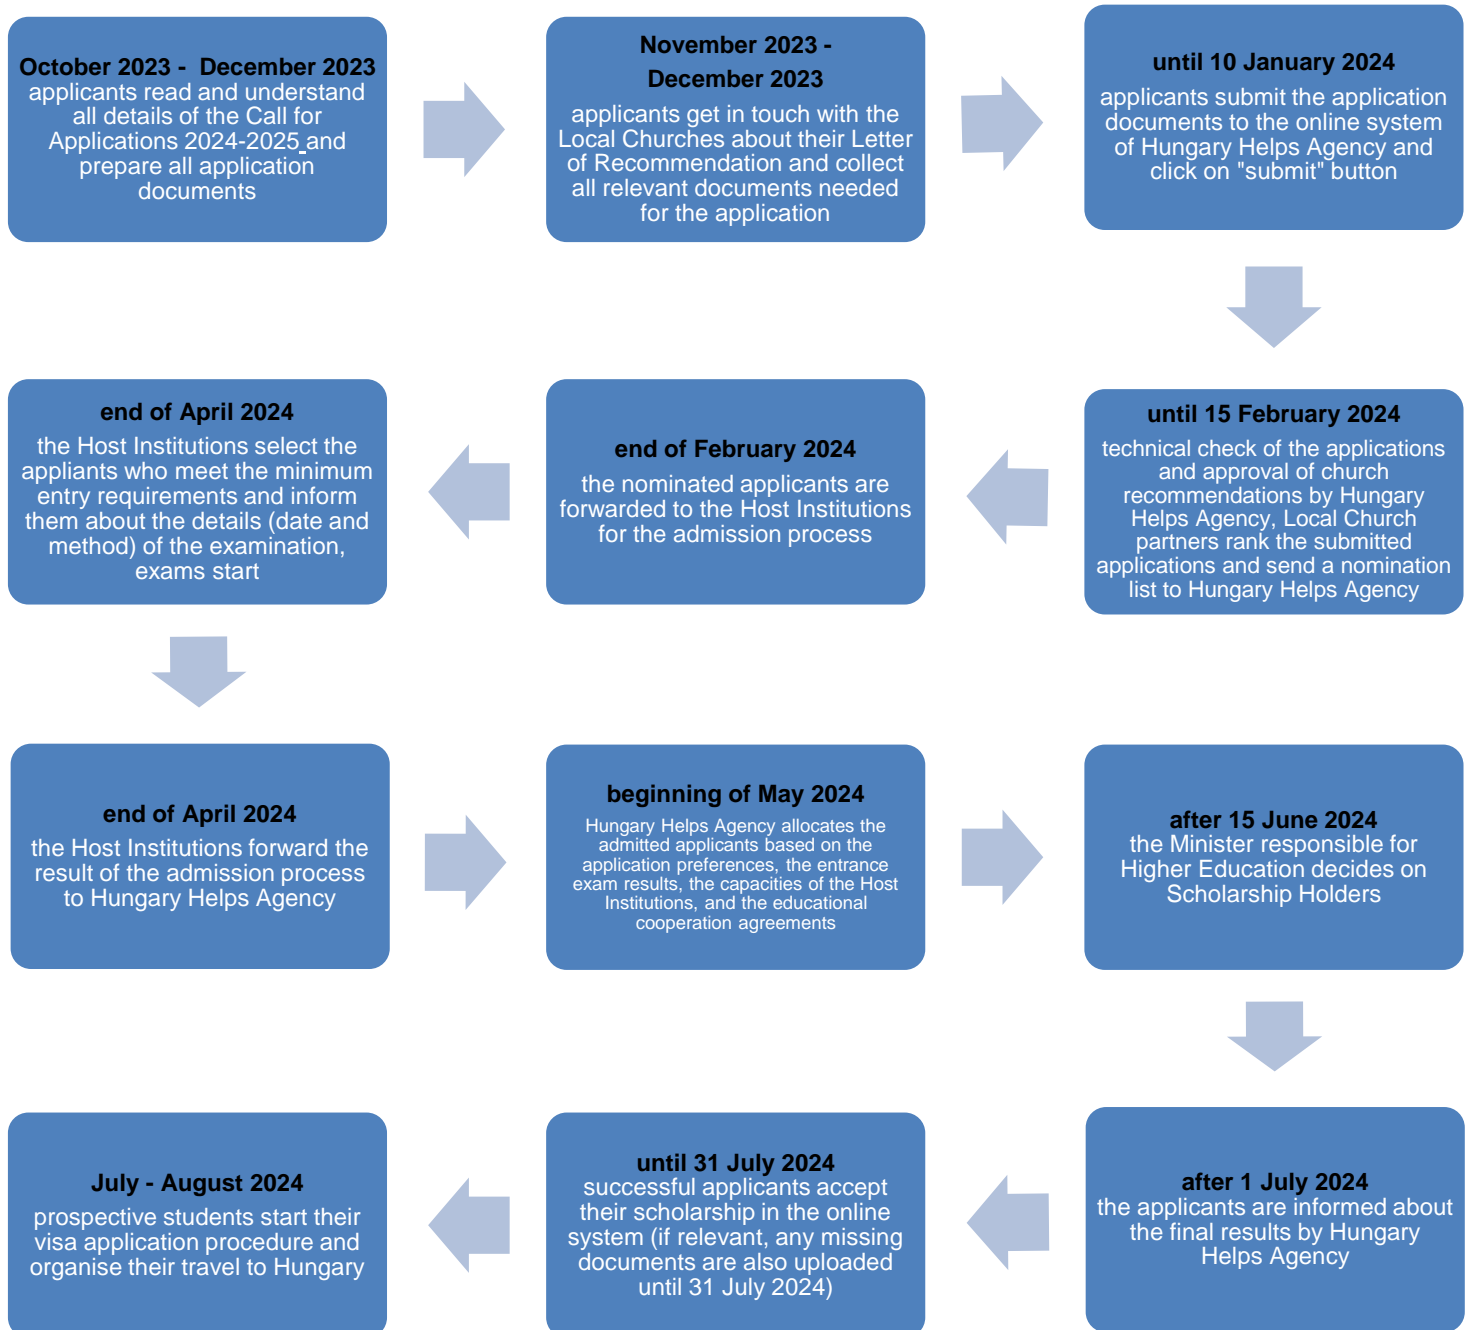 October 2023 - December 2023
applicants read and understand
all details of the Call for
Applications 2024-2025 and
prepare all application
documents
November 2023 -
December 2023
applicants get in touch with the
Local Churches about their Letter
of Recommendation and collect
all relevant documents needed
for the application
until 10 January 2024
applicants submit the application
documents to the online system
of Hungary Helps Agency and
click on "submit" button
until 15 February 2024
technical check of the applications
and approval of church
recommendations by Hungary
Helps Agency, Local Church
partners rank the submitted
applications and send a nomination
list to Hungary Helps Agency
end of February 2024
the nominated applicants are
forwarded to the Host Institutions
for the admission process
end of April 2024
the Host Institutions select the
appliants who meet the minimum
entry requirements and inform
them about the details (date and
method) of the examination,
exams start
end of April 2024
the Host Institutions forward the
result of the admission process
to Hungary Helps Agency
beginning of May 2024
Hungary Helps Agency allocates the
admitted applicants based on the
application preferences, the entrance
exam results, the capacities of the Host
Institutions, and the educational
cooperation agreements
after 15 June 2024
the Minister responsible for
Higher Education decides on
Scholarship Holders
after 1 July 2024
the applicants are informed about
the final results by Hungary
Helps Agency
until 31 July 2024
successful applicants accept
their scholarship in the online
system (if relevant, any missing
documents are also uploaded
until 31 July 2024)
July - August 2024
prospective students start their
visa application procedure and
organise their travel to Hungary